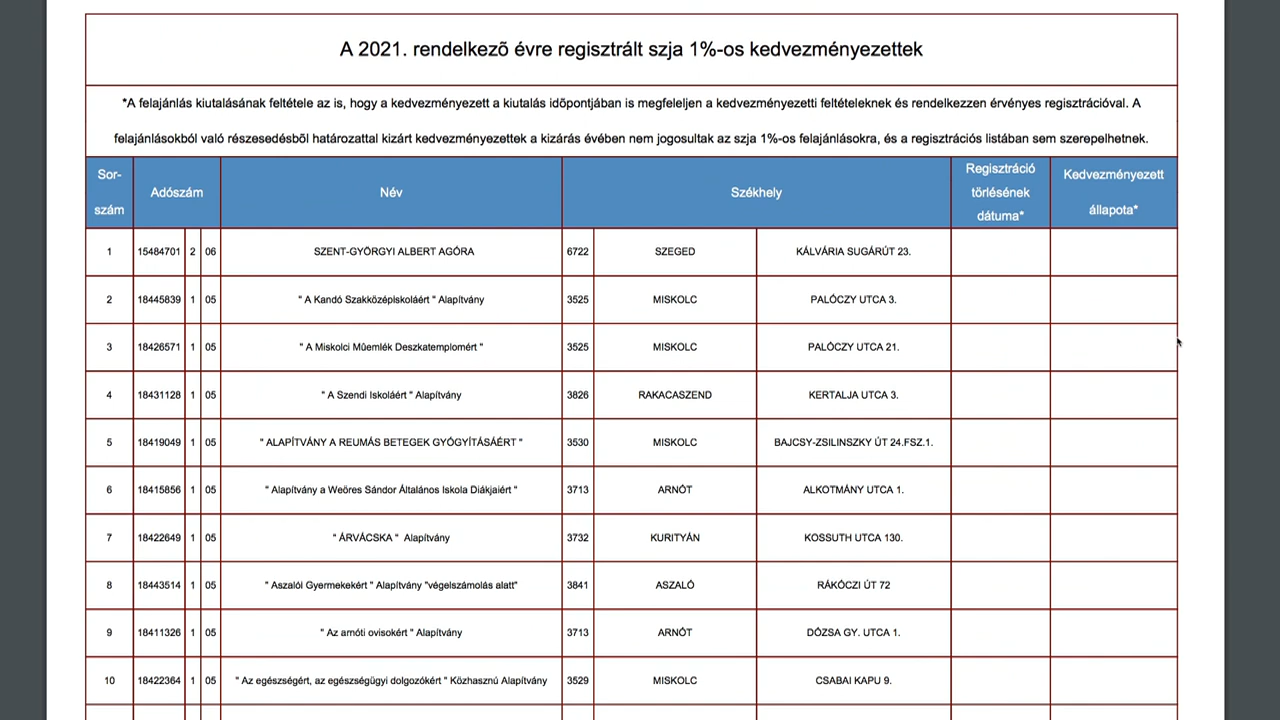 A 2021. rendelkezõ évre regisztrált szja 1%-os kedvezményezettek
*A felajánlás kiutalásának feltétele az is, hogy a kedvezményezett a kiutalás idõpontjában is megfeleljen a kedvezményezetti feltételeknek és rendelkezzen érvényes regisztrációval. A
felajánlásokból való részesedésbõl határozattal kizárt kedvezményezettek a kizárás évében nem jogosultak az szja 1%-os felajánlásokra, és a regisztrációs listában sem szerepelhetnek.
Sor-
szám
Adószám
Név
Székhely
Regisztráció
törlésének
dátuma*
Kedvezményezett
állapota*
1 15484701 2 06 SZENT-GYÖRGYI ALBERT AGÓRA 6722 SZEGED KÁLVÁRIA SUGÁRÚT 23.
2 18445839 1 05 " A Kandó Szakközépiskoláért " Alapítvány 3525 MISKOLC PALÓCZY UTCA 3.
3 18426571 1 05 " A Miskolci Mûemlék Deszkatemplomért " 3525 MISKOLC PALÓCZY UTCA 21.
4 18431128 1 05 " A Szendi Iskoláért " Alapítvány 3826 RAKACASZEND KERTALJA UTCA 3.
5 18419049 1 05 " ALAPÍTVÁNY A REUMÁS BETEGEK GYÓGYÍTÁSÁÉRT " 3530 MISKOLC BAJCSY-ZSILINSZKY ÚT 24.FSZ.1.
6 18415856 1 05 " Alapítvány a Weöres Sándor Általános Iskola Diákjaiért " 3713 ARNÓT ALKOTMÁNY UTCA 1.
7 18422649 1 05 " ÁRVÁCSKA " Alapítvány 3732 KURITYÁN KOSSUTH UTCA 130.
8 18443514 1 05 " Aszalói Gyermekekért " Alapítvány "végelszámolás alatt" 3841 ASZALÓ RÁKÓCZI ÚT 72
9 18411326 1 05 " Az arnóti ovisokért " Alapítvány 3713 ARNÓT DÓZSA GY. UTCA 1.
10 18422364 1 05 " Az egészségért, az egészségügyi dolgozókért " Közhasznú Alapítvány 3529 MISKOLC CSABAI KAPU 9.